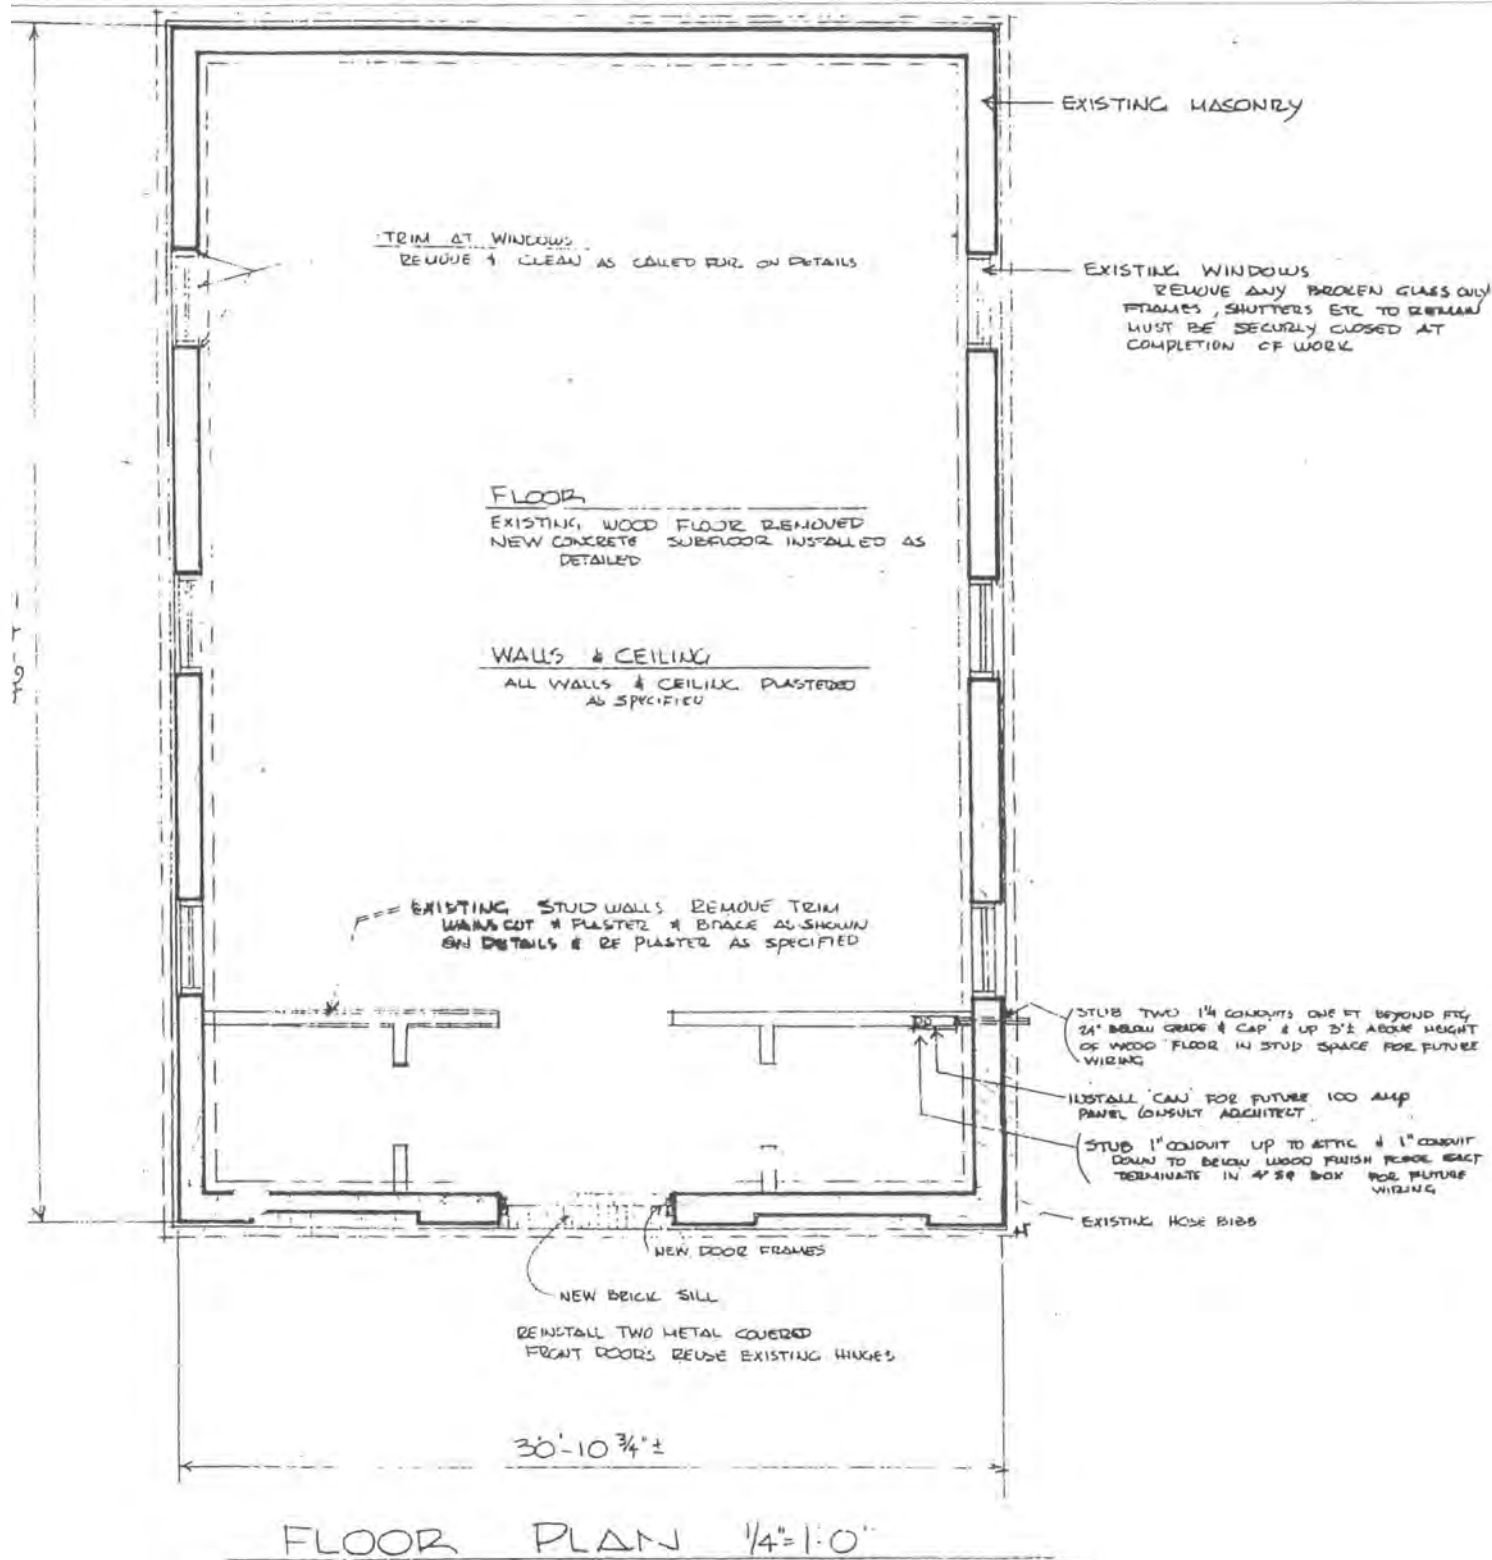 EXISTING MASONRY
TRIM AT WINDOWS
REMOVE & CLEAN AS CALLED FOR ON DETAILS
EXISTING WINDOWS
REMOVE ANY BROKEN GLASS ONLY
FRAMES, SHUTTERS ETC TO REMAIN
MUST BE SECURLY CLOSED AT
COMPLETION OF WORK
FLOOR
EXISTING WOOD FLOOR REMOVED
NEW CONCRETE SUBFLOOR INSTALLED AS
DETAILED
WALLS & CEILING
ALL WALLS & CEILING PLASTERED
AS SPECIFIED
EXISTING STUD WALLS REMOVE TRIM
WAINSCOT & PLASTER & BRACE AS SHOWN
ON DETAILS & RE PLASTER AS SPECIFIED
STUB TWO 1¼ CONDUITS ONE FT BEYOND FTG
24" BELOW GRADE & CAP & UP 3'± ABOVE HEIGHT
OF WOOD FLOOR IN STUD SPACE FOR FUTURE
WIRING
INSTALL 'CAN' FOR FUTURE 100 AMP
PANEL CONSULT ARCHITECT
STUB 1" CONDUIT UP TO ATTIC & 1" CONDUIT
DOWN TO BELOW WOOD FINISH FLOOR
TERMINATE IN 4" SQ BOX FOR FUTURE
WIRING
EXISTING HOSE BIBB
NEW DOOR FRAMES
NEW BRICK SILL
REINSTALL TWO METAL COVERED
FRONT DOORS REUSE EXISTING HINGES
30'-10 ¾" ±
FLOOR PLAN ¼"=1'-0"